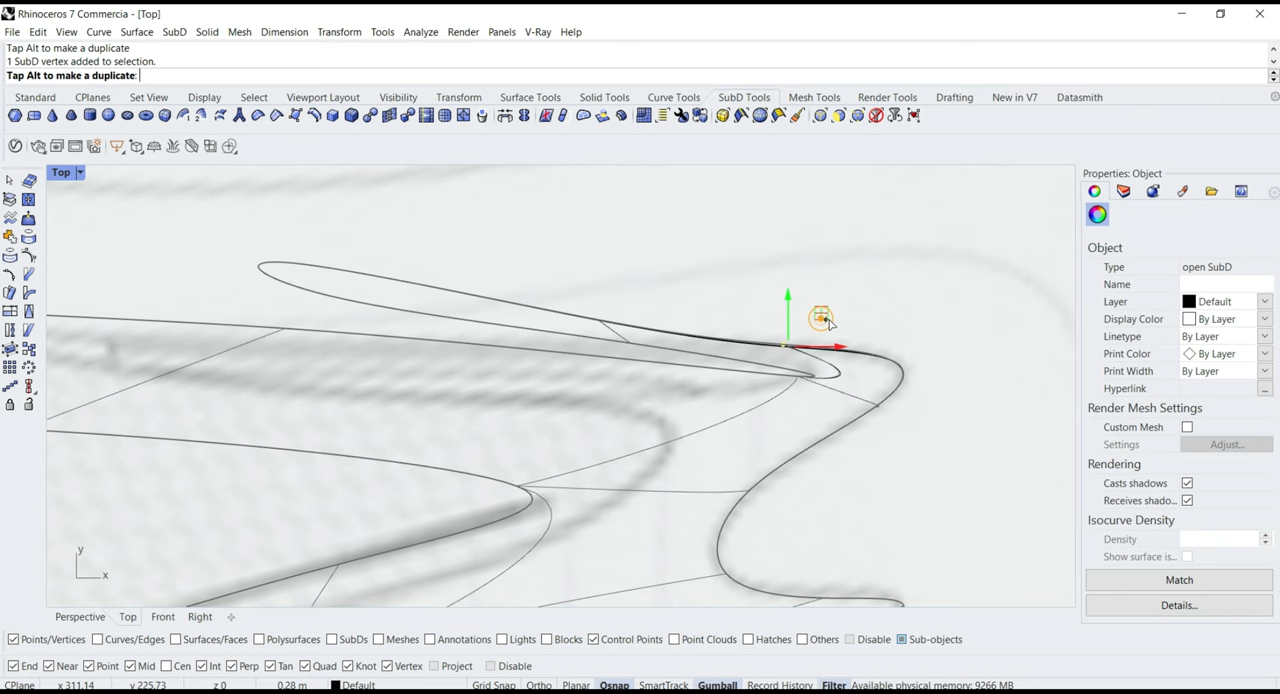 Rhinoceros 7 Commercia - [Top]
File Edit View Curve Surface SubD Solid Mesh Dimension Transform Tools Analyze Render Panels V-Ray Help
Tap Alt to make a duplicate
1 SubD vertex added to selection.
Tap Alt to make a duplicate:
Standard CPlanes Set View Display Select Viewport Layout Visibility Transform Surface Tools Solid Tools Curve Tools SubD Tools Mesh Tools Render Tools Drafting New in V7 Datasmith
Top
Properties: Object
Object
Type open SubD
Name
Layer Default
Display Color By Layer
Linetype By Layer
Print Color By Layer
Print Width By Layer
Hyperlink ...
Render Mesh Settings
Custom Mesh
Settings Adjust...
Rendering
Casts shadows
Receives shado...
Isocurve Density
Density
Show surface is...
Match
Details...
y
x
Perspective Top Front Right
Points/Vertices Curves/Edges Surfaces/Faces Polysurfaces SubDs Meshes Annotations Lights Blocks Control Points Point Clouds Hatches Others Disable Sub-objects
End Near Point Mid Cen Int Perp Tan Quad Knot Vertex Project Disable
CPlane x 311.14 y 225.73 z 0 0.28 m Default Grid Snap Ortho Planar Osnap SmartTrack Gumball Record History Filter Available physical memory: 9266 MB